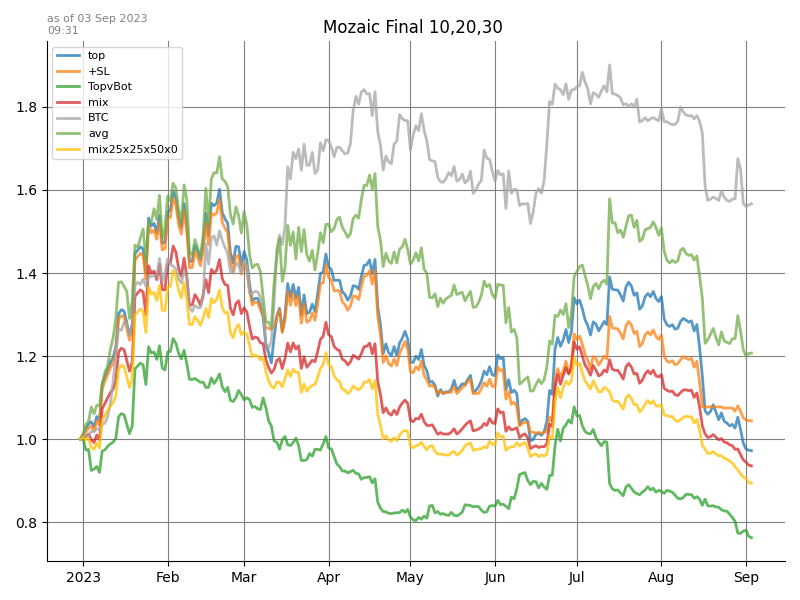 as of 03 Sep 2023
09:31
Mozaic Final 10,20,30
top
+SL
TopvBot
mix
BTC
avg
mix25x25x50x0
1.8
1.6
1.4
1.2
1.0
0.8
2023 Feb Mar Apr May Jun Jul Aug Sep